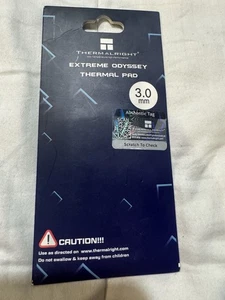 THERMALRIGHT
EXTREME ODYSSEY
THERMAL PAD
3.0
mm
Authentic Tag
Scratch To Check
CAUTION!!!
Use as directed on www.thermalright.com
Do not swallow & keep away from children